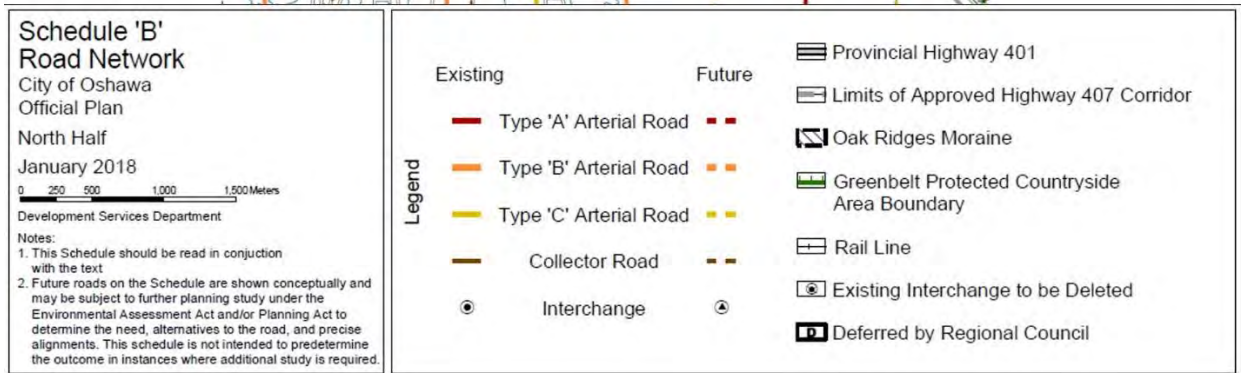 Schedule 'B'
Road Network
City of Oshawa
Official Plan
North Half
January 2018
0 250 500 1,000 1,500 Meters
Development Services Department
Notes:
1. This Schedule should be read in conjuction
with the text
2. Future roads on the Schedule are shown conceptually and
may be subject to further planning study under the
Environmental Assessment Act and/or Planning Act to
determine the need, alternatives to the road, and precise
alignments. This schedule is not intended to predetermine
the outcome in instances where additional study is required.
Legend
Existing Future
Type 'A' Arterial Road
Type 'B' Arterial Road
Type 'C' Arterial Road
Collector Road
Interchange
Provincial Highway 401
Limits of Approved Highway 407 Corridor
Oak Ridges Moraine
Greenbelt Protected Countryside
Area Boundary
Rail Line
Existing Interchange to be Deleted
D Deferred by Regional Council